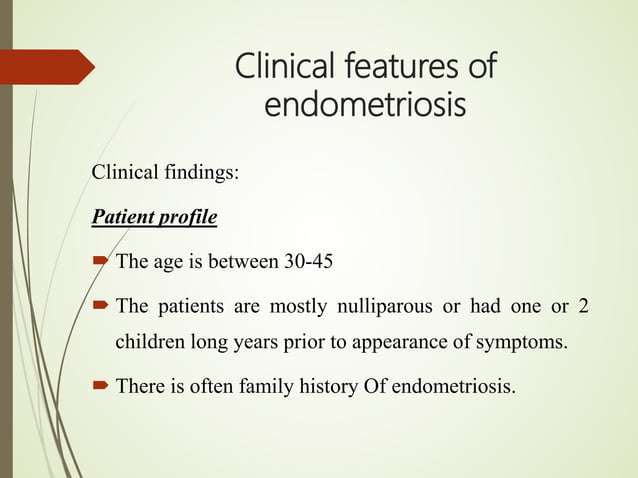 Clinical features of
endometriosis
Clinical findings:
Patient profile
The age is between 30-45
The patients are mostly nulliparous or had one or 2
children long years prior to appearance of symptoms.
There is often family history Of endometriosis.